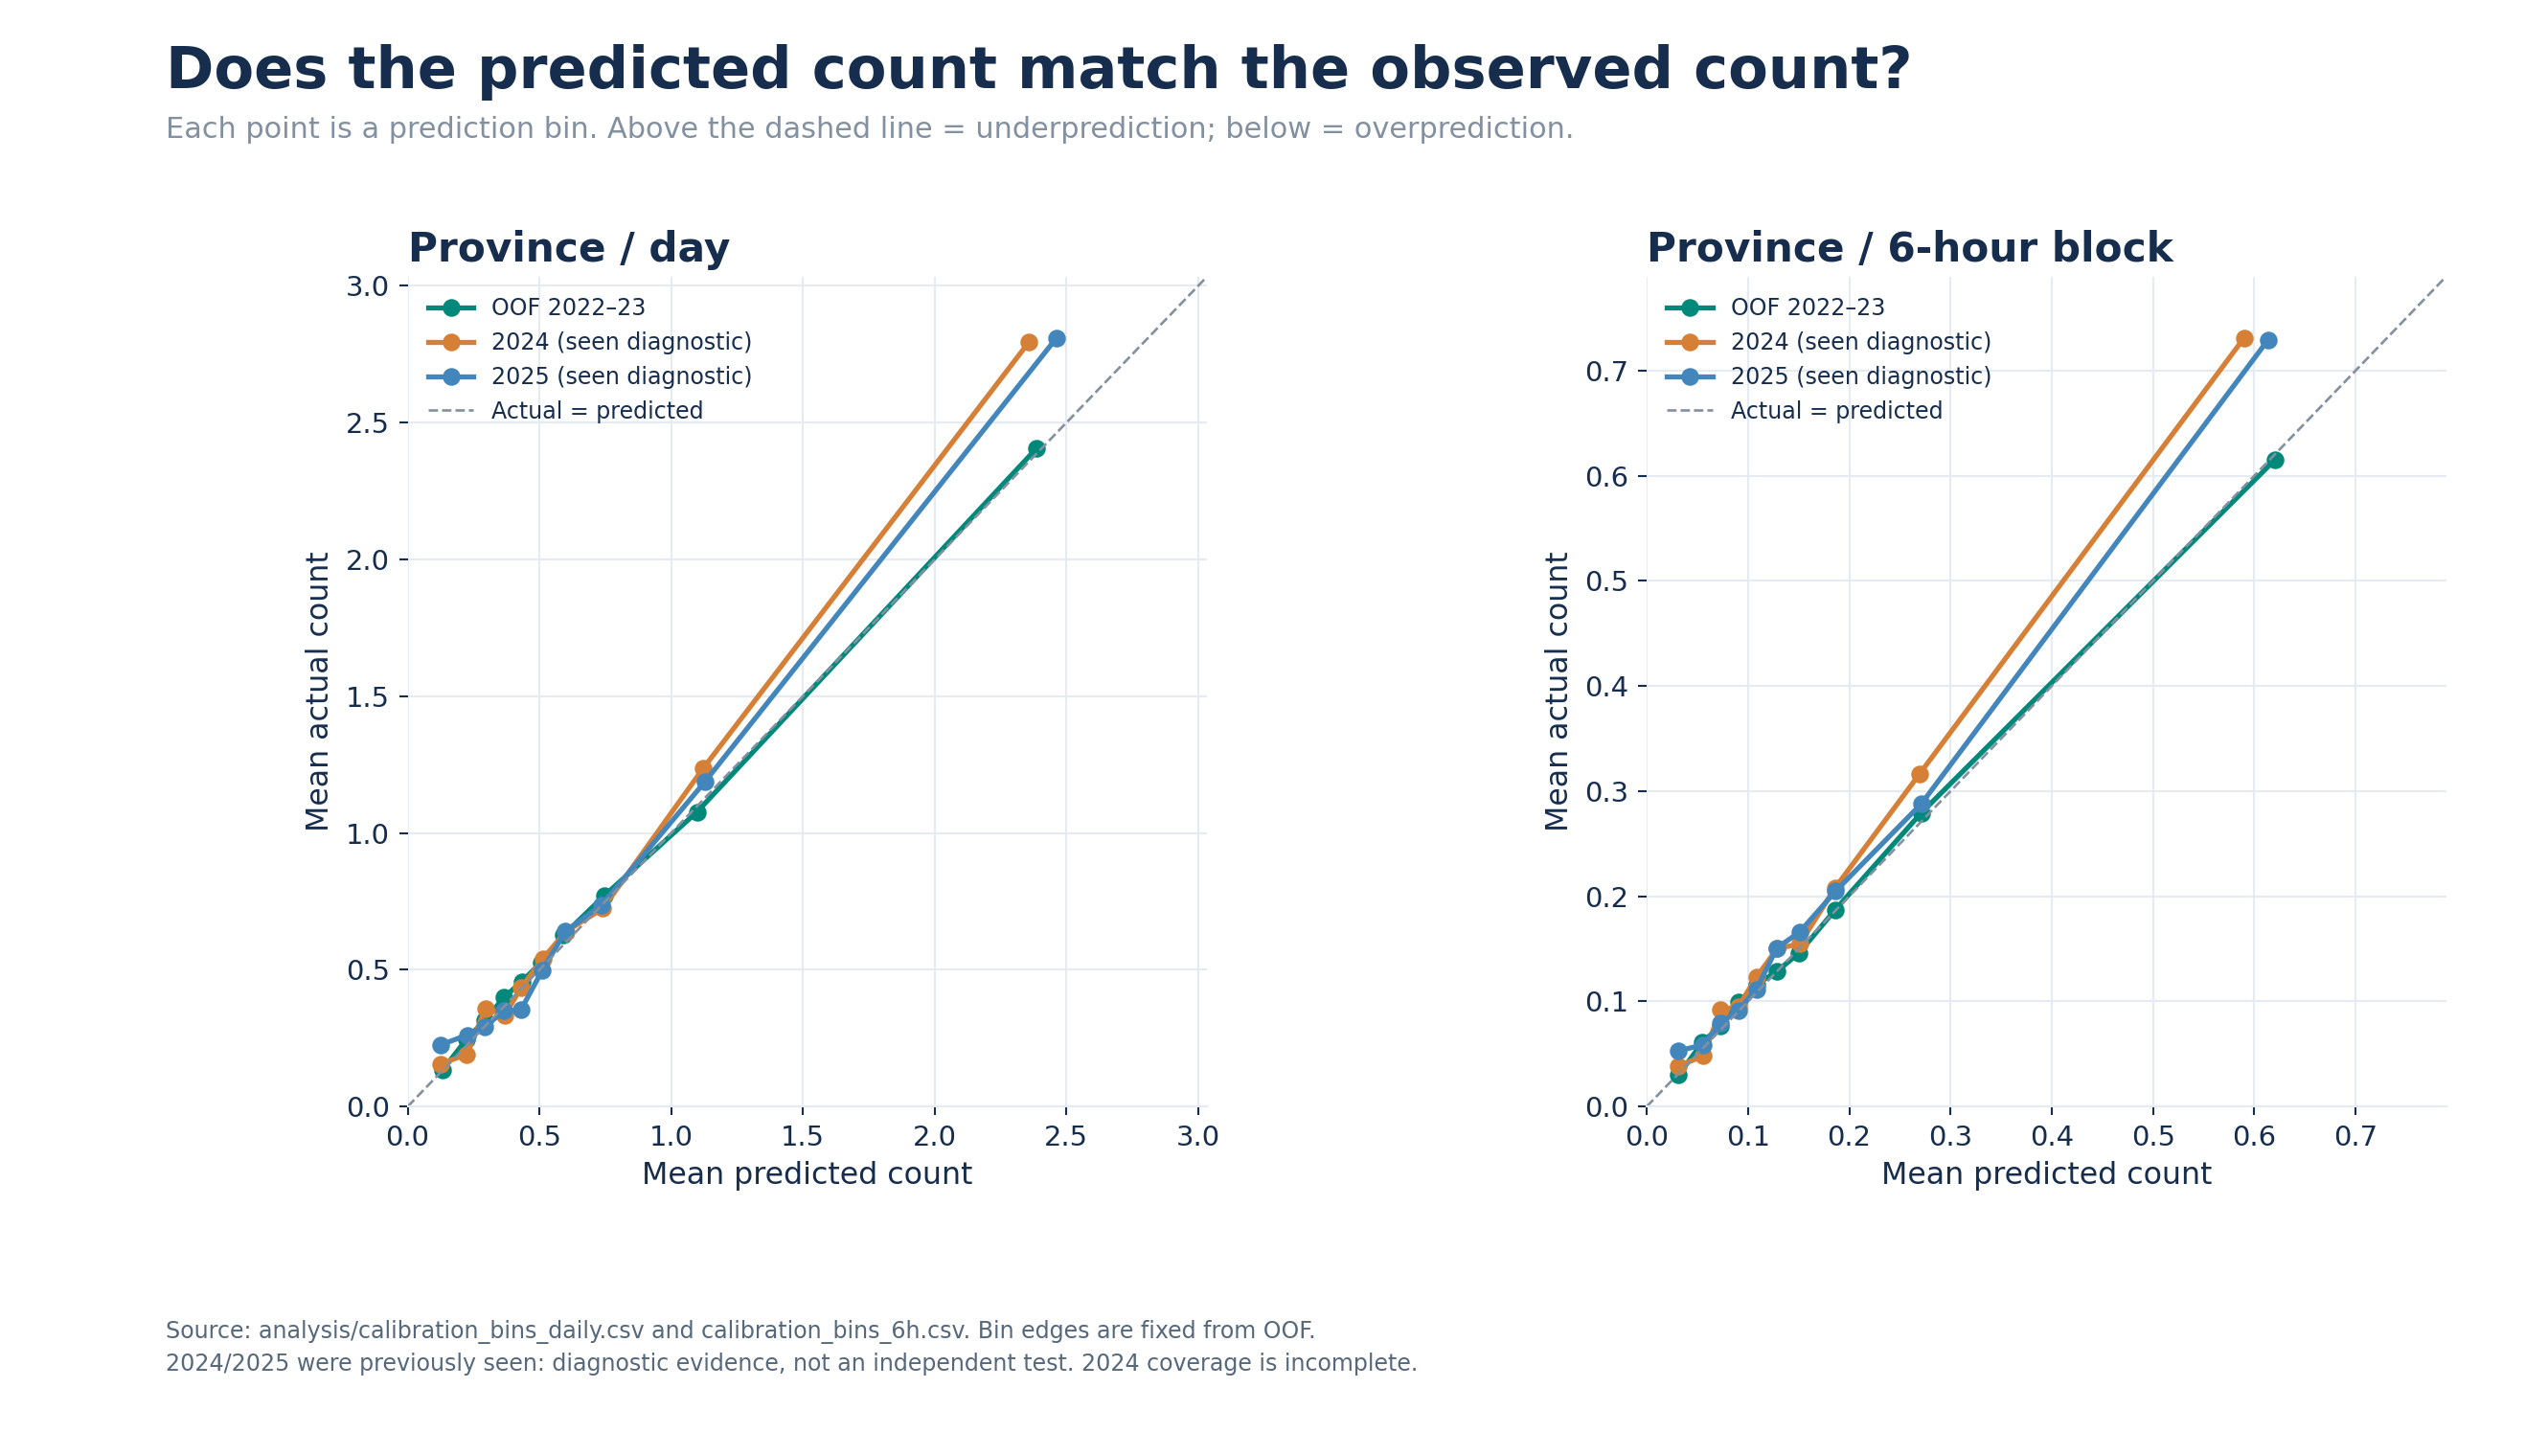 Does the predicted count match the observed count?
Each point is a prediction bin. Above the dashed line = underprediction; below = overprediction.
Province / day
OOF 2022–23
2024 (seen diagnostic)
2025 (seen diagnostic)
Actual = predicted
3.0
2.5
2.0
1.5
1.0
0.5
0.0
Mean actual count
0.0 0.5 1.0 1.5 2.0 2.5 3.0
Mean predicted count
Province / 6-hour block
OOF 2022–23
2024 (seen diagnostic)
2025 (seen diagnostic)
Actual = predicted
0.7
0.6
0.5
0.4
0.3
0.2
0.1
0.0
Mean actual count
0.0 0.1 0.2 0.3 0.4 0.5 0.6 0.7
Mean predicted count
Source: analysis/calibration_bins_daily.csv and calibration_bins_6h.csv. Bin edges are fixed from OOF.
2024/2025 were previously seen: diagnostic evidence, not an independent test. 2024 coverage is incomplete.